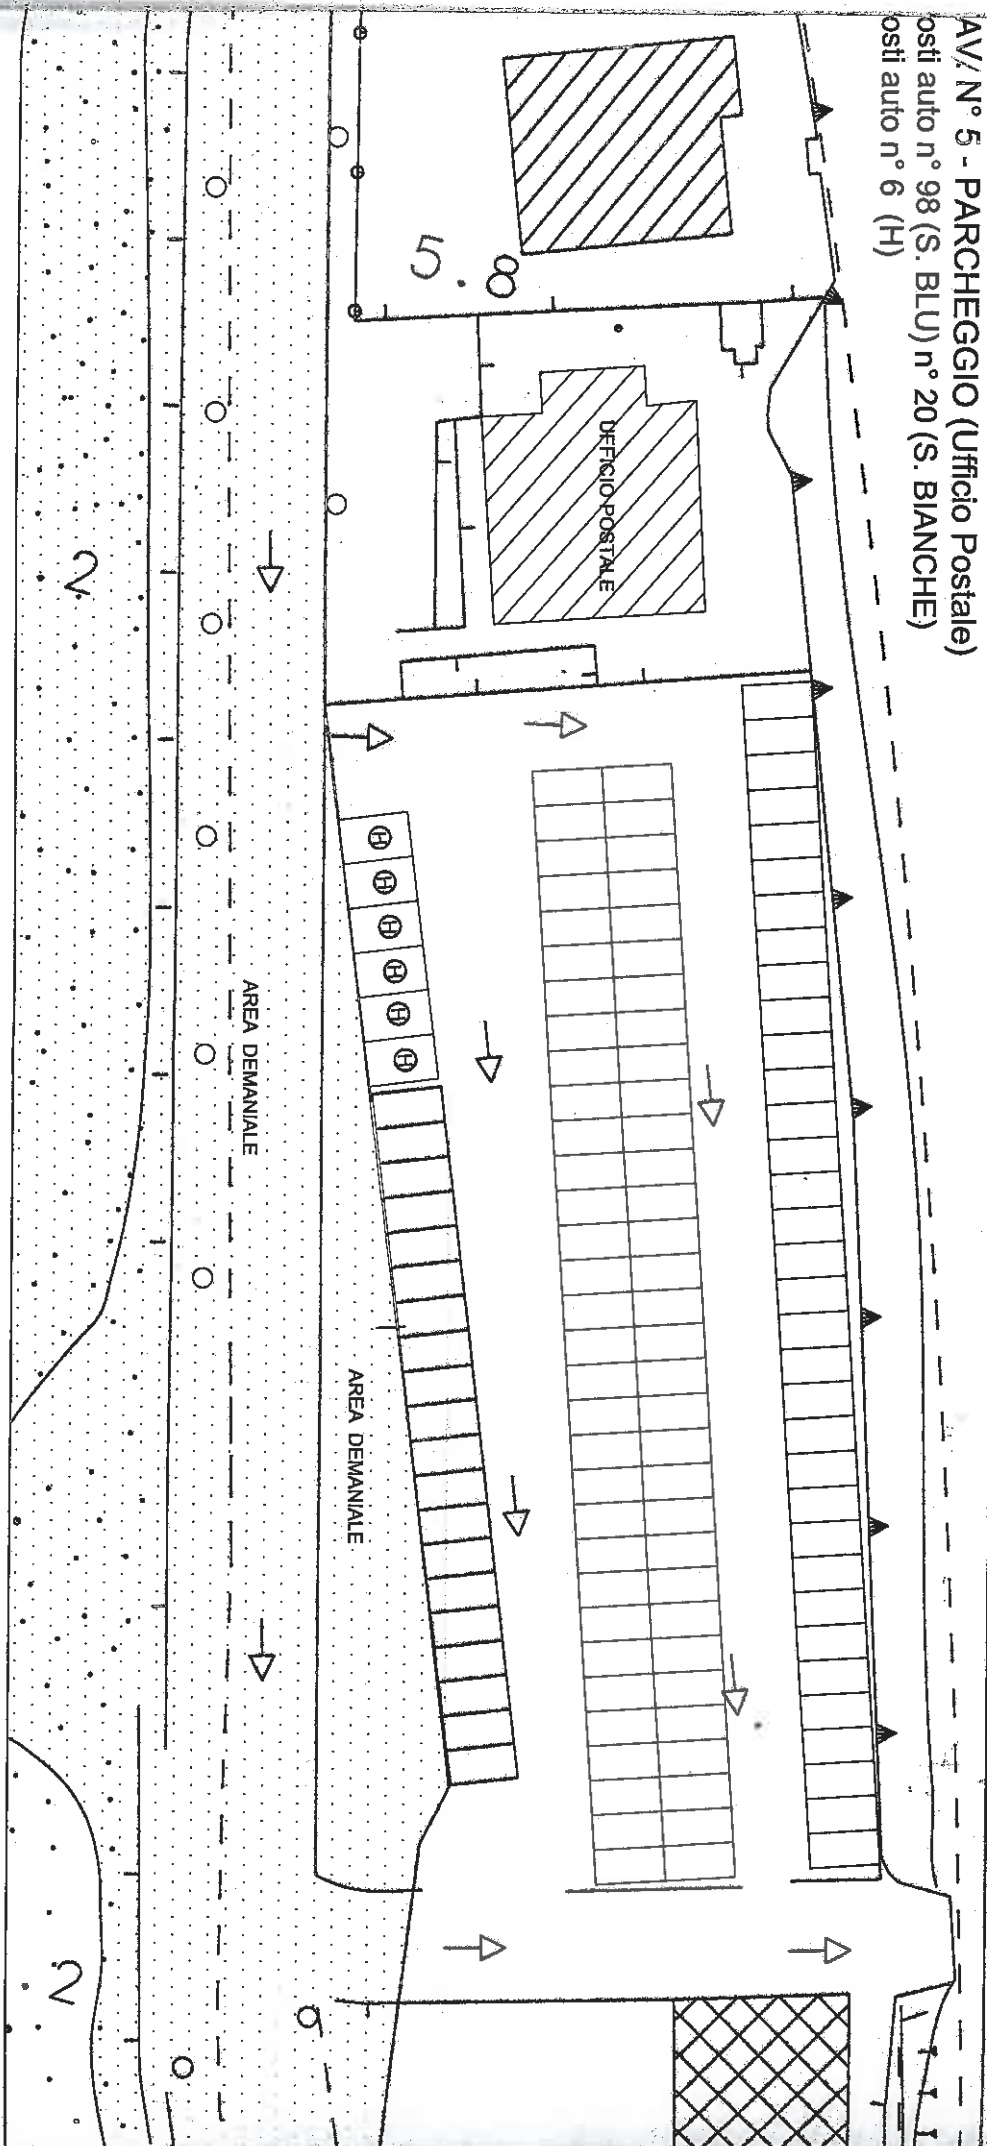 AV/ N° 5 - PARCHEGGIO (Ufficio Postale)
osti auto n° 98 (S. BLU) n° 20 (S. BIANCHE)
osti auto n° 6 (H)
5.8
UFFICIO POSTALE
H
H
H
H
H
H
AREA DEMANIALE
AREA DEMANIALE
2
2